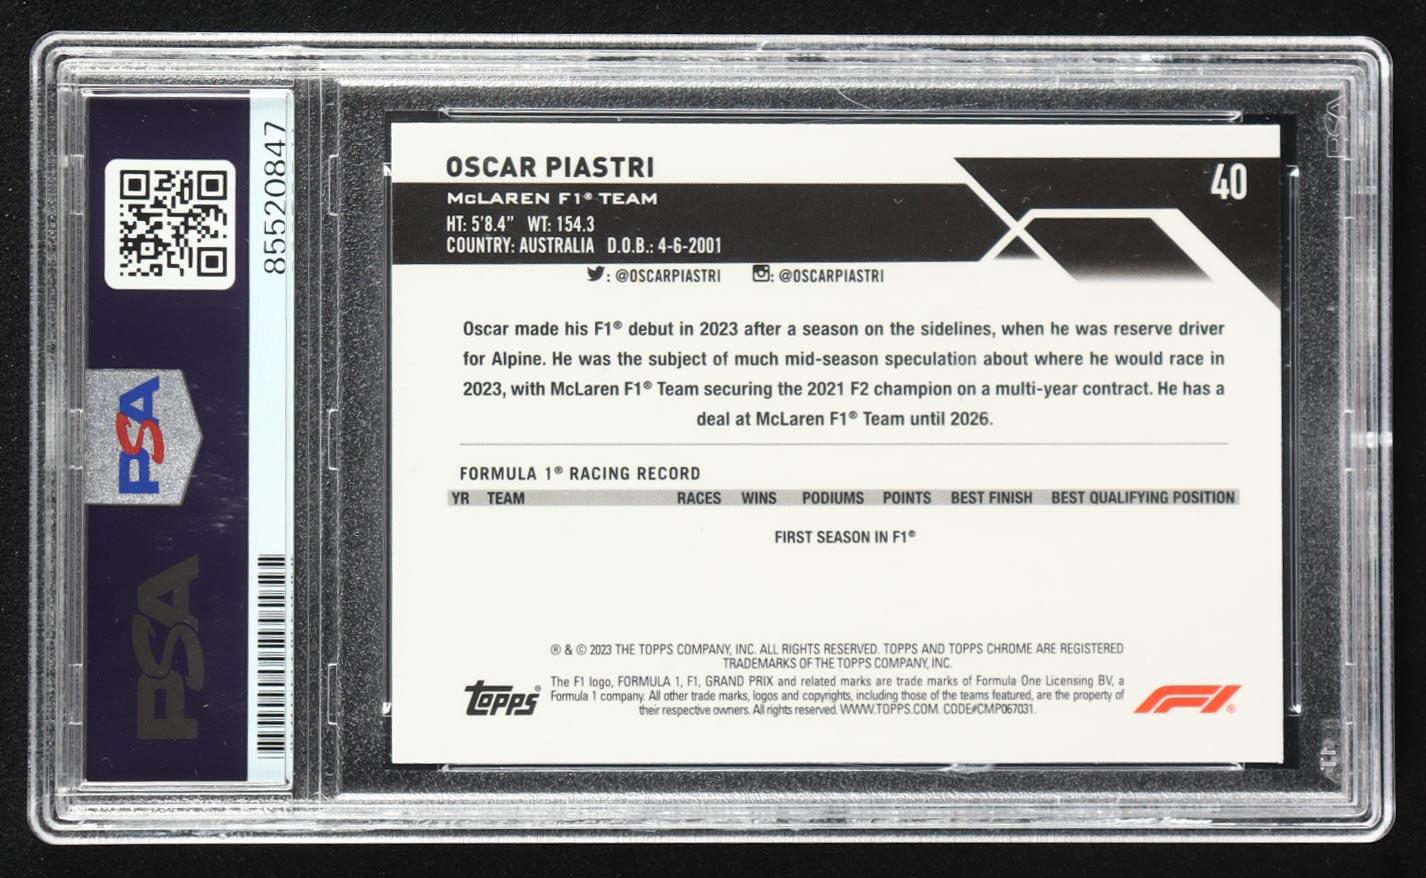 85520847
PSA
PSA
OSCAR PIASTRI
McLAREN F1® TEAM
HT: 5'8.4" WT: 154.3
COUNTRY: AUSTRALIA D.O.B.: 4-6-2001
40
: @OSCARPIASTRI : @OSCARPIASTRI
Oscar made his F1® debut in 2023 after a season on the sidelines, when he was reserve driver
for Alpine. He was the subject of much mid-season speculation about where he would race in
2023, with McLaren F1® Team securing the 2021 F2 champion on a multi-year contract. He has a
deal at McLaren F1® Team until 2026.
FORMULA 1® RACING RECORD
YR TEAM RACES WINS PODIUMS POINTS BEST FINISH BEST QUALIFYING POSITION
FIRST SEASON IN F1®
® & © 2023 THE TOPPS COMPANY, INC. ALL RIGHTS RESERVED. TOPPS AND TOPPS CHROME ARE REGISTERED
TRADEMARKS OF THE TOPPS COMPANY, INC.
The F1 logo, FORMULA 1, F1, GRAND PRIX and related marks are trade marks of Formula One Licensing BV, a
Formula 1 company. All other trade marks, logos and copyrights, including those of the teams featured, are the property of
their respective owners. All rights reserved. WWW.TOPPS.COM. CODE#CMP067031.
topps®
F1®
PSA